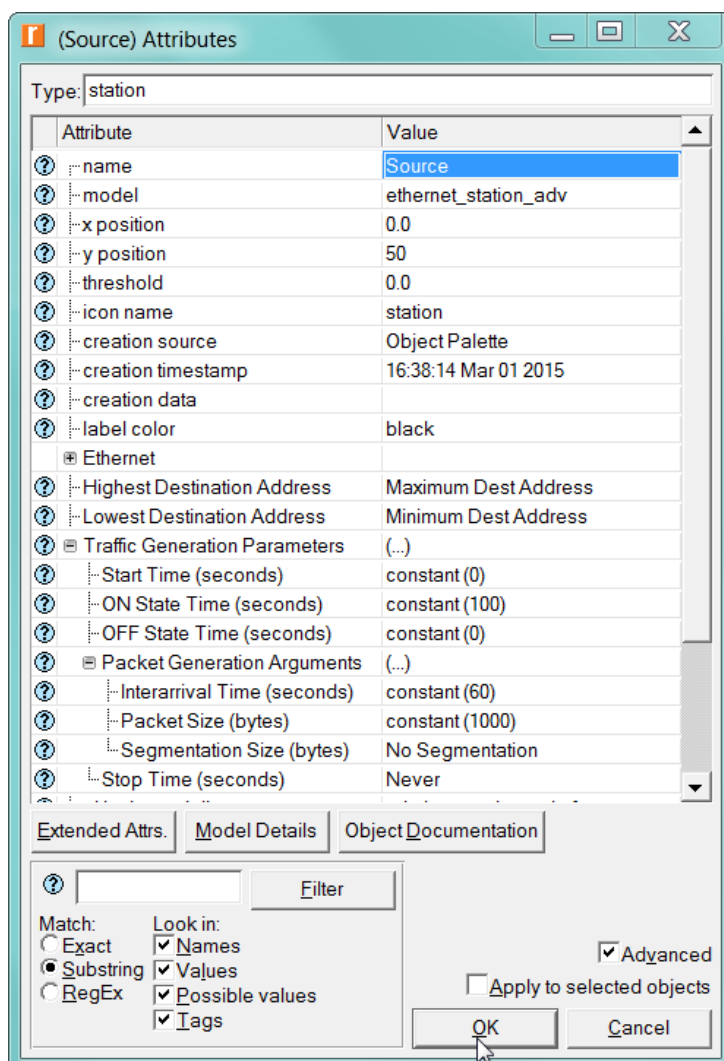 (Source) Attributes
Type: station
Attribute Value
name Source
model ethernet_station_adv
x position 0.0
y position 50
threshold 0.0
icon name station
creation source Object Palette
creation timestamp 16:38:14 Mar 01 2015
creation data
label color black
Ethernet
Highest Destination Address Maximum Dest Address
Lowest Destination Address Minimum Dest Address
Traffic Generation Parameters (...)
Start Time (seconds) constant (0)
ON State Time (seconds) constant (100)
OFF State Time (seconds) constant (0)
Packet Generation Arguments (...)
Interarrival Time (seconds) constant (60)
Packet Size (bytes) constant (1000)
Segmentation Size (bytes) No Segmentation
Stop Time (seconds) Never
Extended Attrs. Model Details Object Documentation
Filter
Match: Look in:
Exact Names
Substring Values
RegEx Possible values
Tags
Advanced
Apply to selected objects
OK Cancel